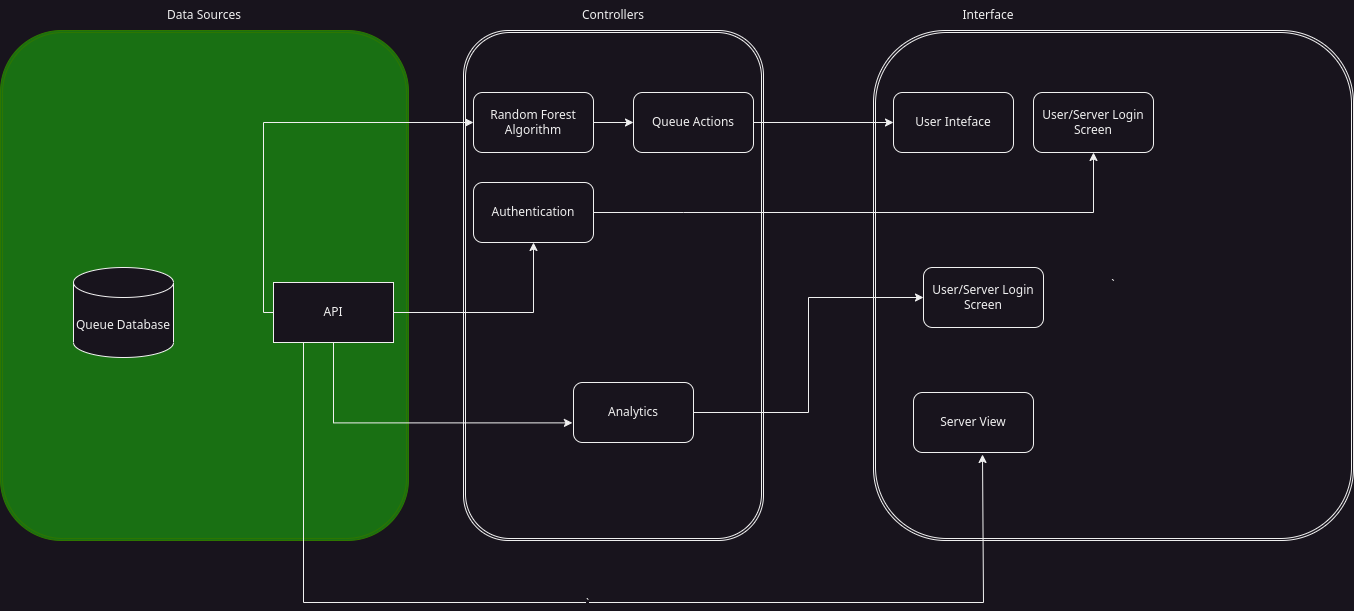 Data Sources
Controllers
Interface
Random Forest
Algorithm
Queue Actions
User Inteface
User/Server Login
Screen
Authentication
Queue Database
API
User/Server Login
Screen
`
Analytics
Server View
`